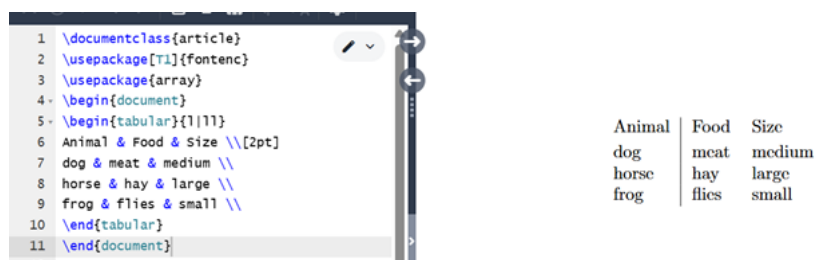 1 \documentclass{article}
2 \usepackage[T1]{fontenc}
3 \usepackage{array}
4 \begin{document}
5 \begin{tabular}{l|ll}
6 Animal & Food & Size \\[2pt]
7 dog & meat & medium \\
8 horse & hay & large \\
9 frog & flies & small \\
10 \end{tabular}
11 \end{document}
Animal Food Size
dog meat medium
horse hay large
frog flies small